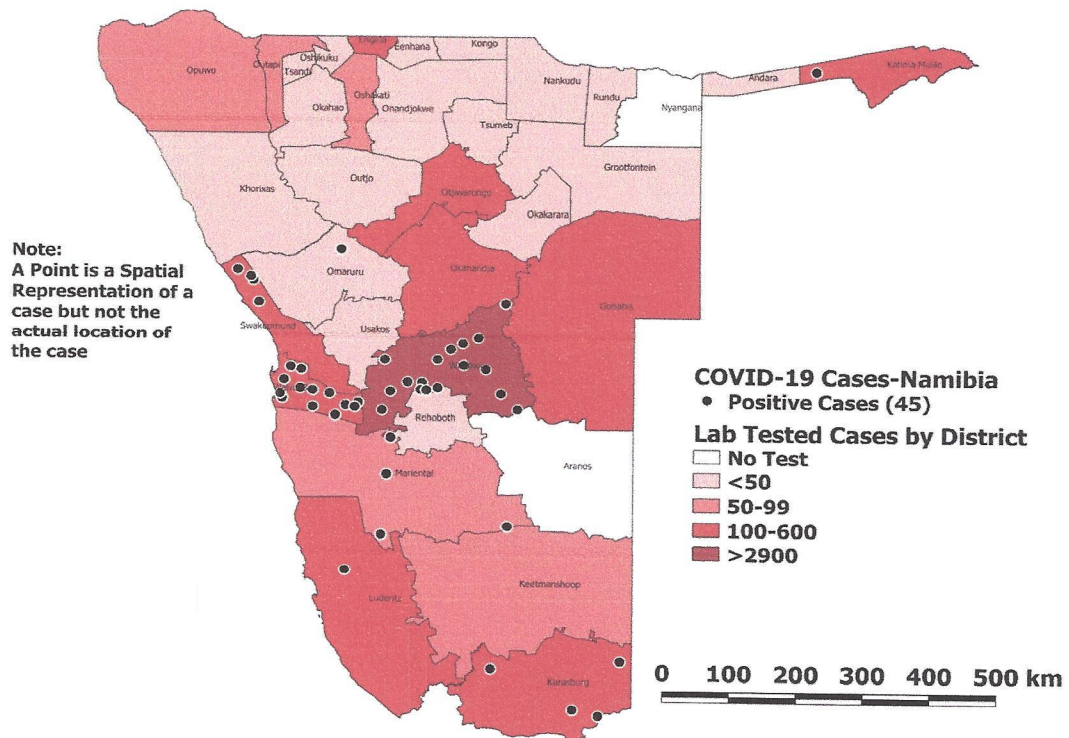 Engela
Eenhana
Kongo
Oshikuku
Outapi
Tsandi
Opuwo
Okahao
Oshakati
Onandjokwe
Nankudu
Rundu
Nyangana
Andara
Katima Mulilo
Tsumeb
Grootfontein
Khorixas
Outjo
Otjiwarongo
Okakarara
Note:
A Point is a Spatial
Representation of a
case but not the
actual location of
the case
Omaruru
Okahandja
Gobabis
Swakopmund
Usakos
Rehoboth
Aranos
Mariental
Keetmanshoop
Luderitz
Karasburg
COVID-19 Cases-Namibia
Positive Cases (45)
Lab Tested Cases by District
No Test
<50
50-99
100-600
>2900
0 100 200 300 400 500 km